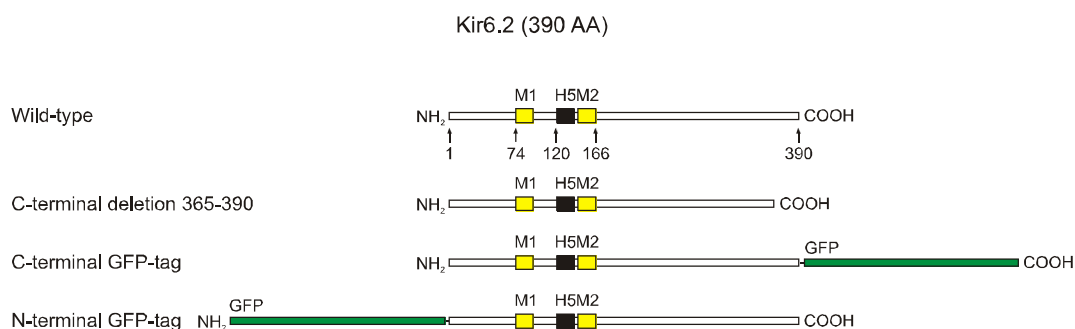 Kir6.2 (390 AA)
M1 H5M2
Wild-type NH2 COOH
1 74 120 166 390
M1 H5M2
C-terminal deletion 365-390 NH2 COOH
M1 H5M2 GFP
C-terminal GFP-tag NH2 COOH
GFP M1 H5M2
N-terminal GFP-tag NH2 COOH